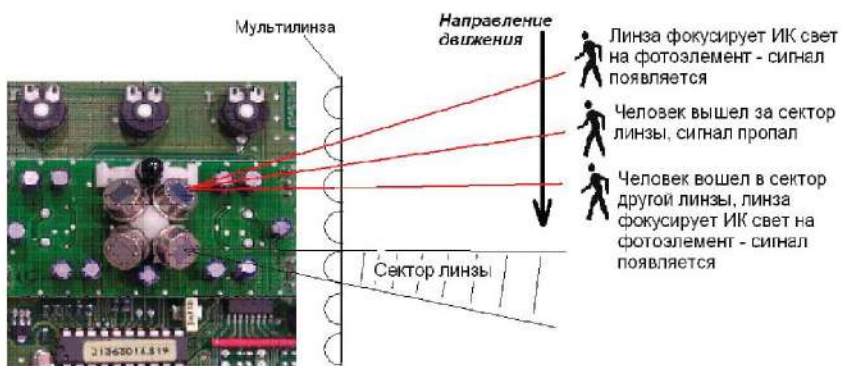 Мультилинза
Направление
движения
Линза фокусирует ИК свет
на фотоэлемент - сигнал
появляется
Человек вышел за сектор
линзы, сигнал пропал
Человек вошел в сектор
другой линзы, линза
фокусирует ИК свет на
фотоэлемент - сигнал
появляется
Сектор линзы